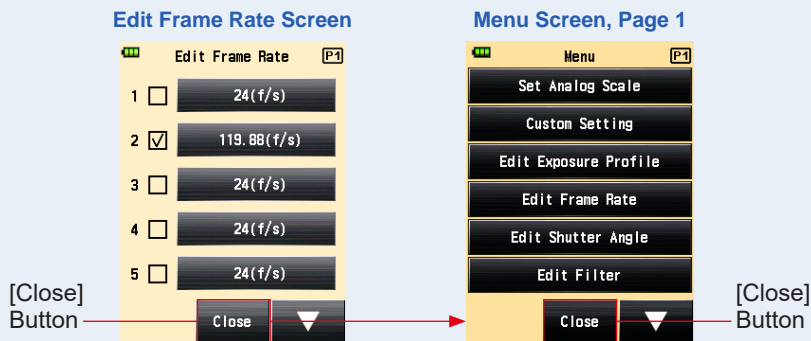 Edit Frame Rate Screen
Edit Frame Rate P1
1 24(f/s)
2 119.88(f/s)
3 24(f/s)
4 24(f/s)
5 24(f/s)
Close
[Close]
Button
Menu Screen, Page 1
Menu P1
Set Analog Scale
Custom Setting
Edit Exposure Profile
Edit Frame Rate
Edit Shutter Angle
Edit Filter
Close
[Close]
Button